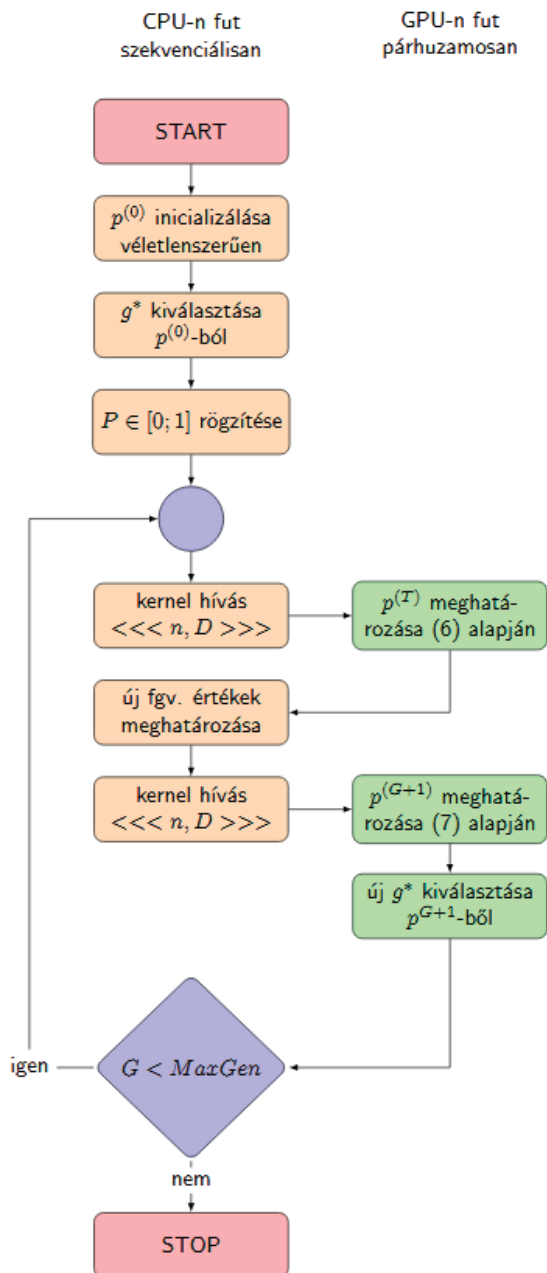 CPU-n fut
szekvenciálisan
GPU-n fut
párhuzamosan
START
p^{(0)} inicializálása
véletlenszerűen
g* kiválasztása
p^{(0)}-ból
P ∈ [0; 1] rögzítése
kernel hívás
<<< n, D >>>
p^{(T)} meghatá-
rozása (6) alapján
új fgv. értékek
meghatározása
kernel hívás
<<< n, D >>>
p^{(G+1)} meghatá-
rozása (7) alapján
új g* kiválasztása
p^{G+1}-ből
igen
G < MaxGen
nem
STOP